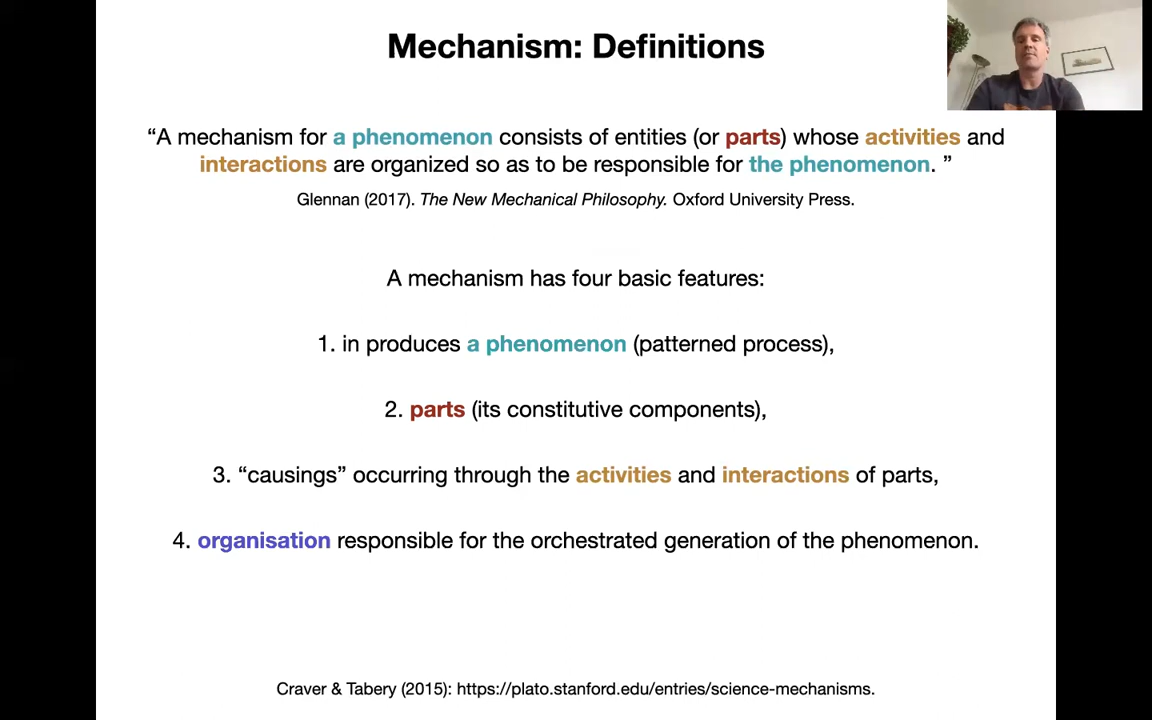 Mechanism: Definitions
“A mechanism for a phenomenon consists of entities (or parts) whose activities and
interactions are organized so as to be responsible for the phenomenon. ”
Glennan (2017). The New Mechanical Philosophy. Oxford University Press.
A mechanism has four basic features:
1. in produces a phenomenon (patterned process),
2. parts (its constitutive components),
3. “causings” occurring through the activities and interactions of parts,
4. organisation responsible for the orchestrated generation of the phenomenon.
Craver & Tabery (2015): https://plato.stanford.edu/entries/science-mechanisms.